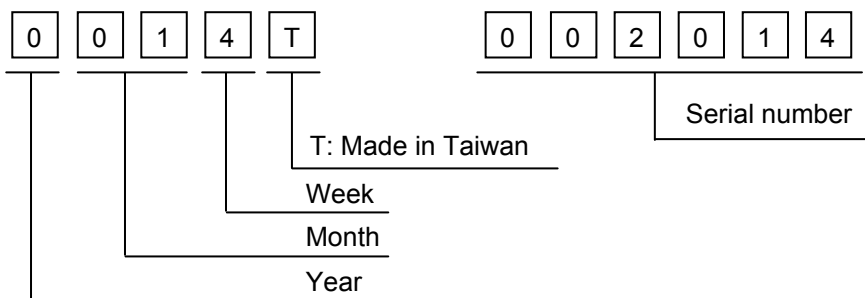 0 0 1 4 T 0 0 2 0 1 4
Serial number
T: Made in Taiwan
Week
Month
Year